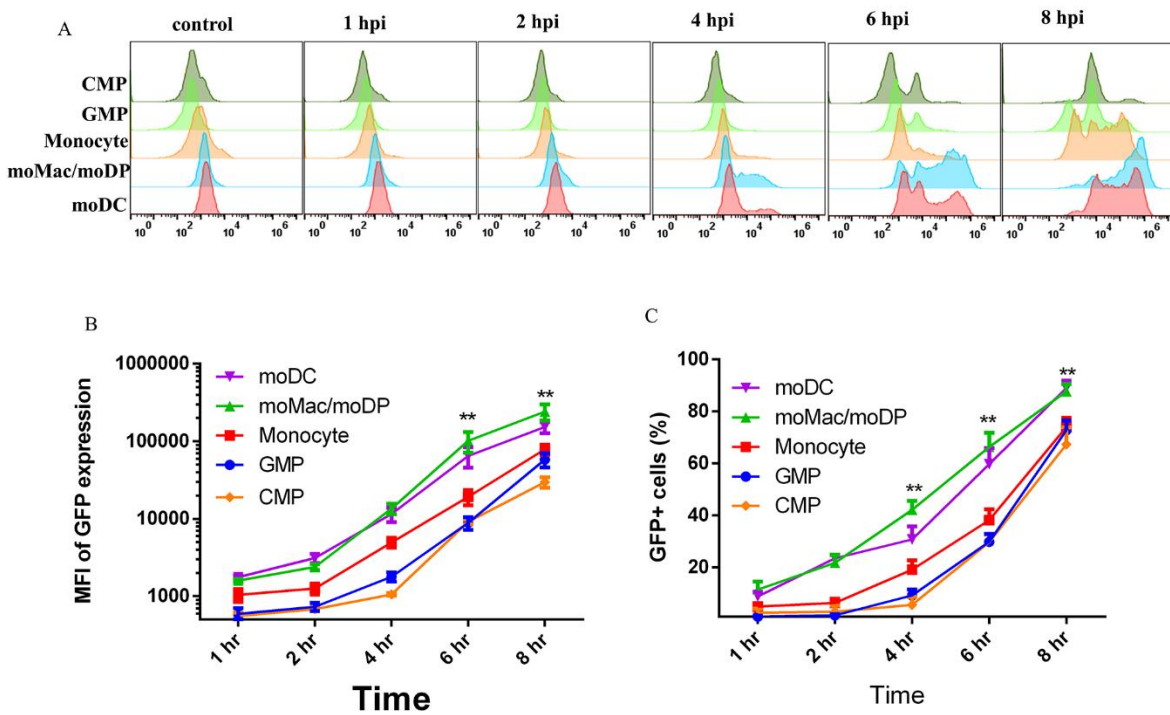 A
control 1 hpi 2 hpi 4 hpi 6 hpi 8 hpi
CMP
GMP
Monocyte
moMac/moDP
moDC
10^0 10^2 10^4 10^6 10^0 10^2 10^4 10^6 10^0 10^2 10^4 10^6 10^0 10^2 10^4 10^6 10^0 10^2 10^4 10^6 10^0 10^2 10^4 10^6
B
MFI of GFP expression
1000000
100000
10000
1000
moDC
moMac/moDP
Monocyte
GMP
CMP
**
**
1 hr 2 hr 4 hr 6 hr 8 hr
Time
C
GFP+ cells (%)
100
80
60
40
20
moDC
moMac/moDP
Monocyte
GMP
CMP
**
**
**
1 hr 2 hr 4 hr 6 hr 8 hr
Time